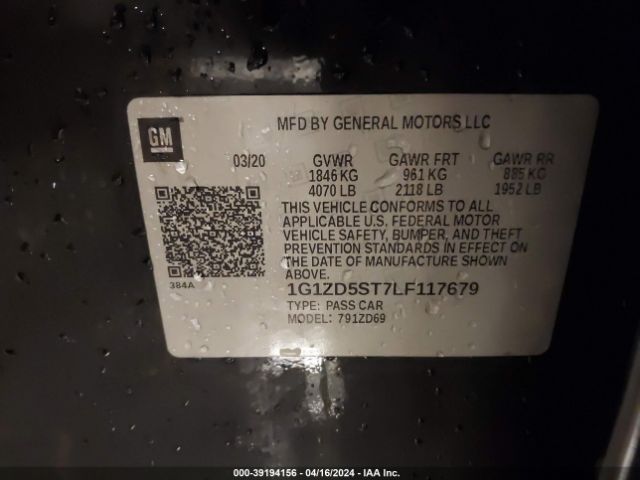 GM
MFD BY GENERAL MOTORS LLC
03/20 GVWR GAWR FRT GAWR RR
1846 KG 961 KG 885 KG
4070 LB 2118 LB 1952 LB
THIS VEHICLE CONFORMS TO ALL
APPLICABLE U.S. FEDERAL MOTOR
VEHICLE SAFETY, BUMPER, AND THEFT
PREVENTION STANDARDS IN EFFECT ON
THE DATE OF MANUFACTURE SHOWN
ABOVE.
384A
1G1ZD5ST7LF117679
TYPE: PASS CAR
MODEL: 791ZD69
000-39194156 - 04/16/2024 - IAA Inc.